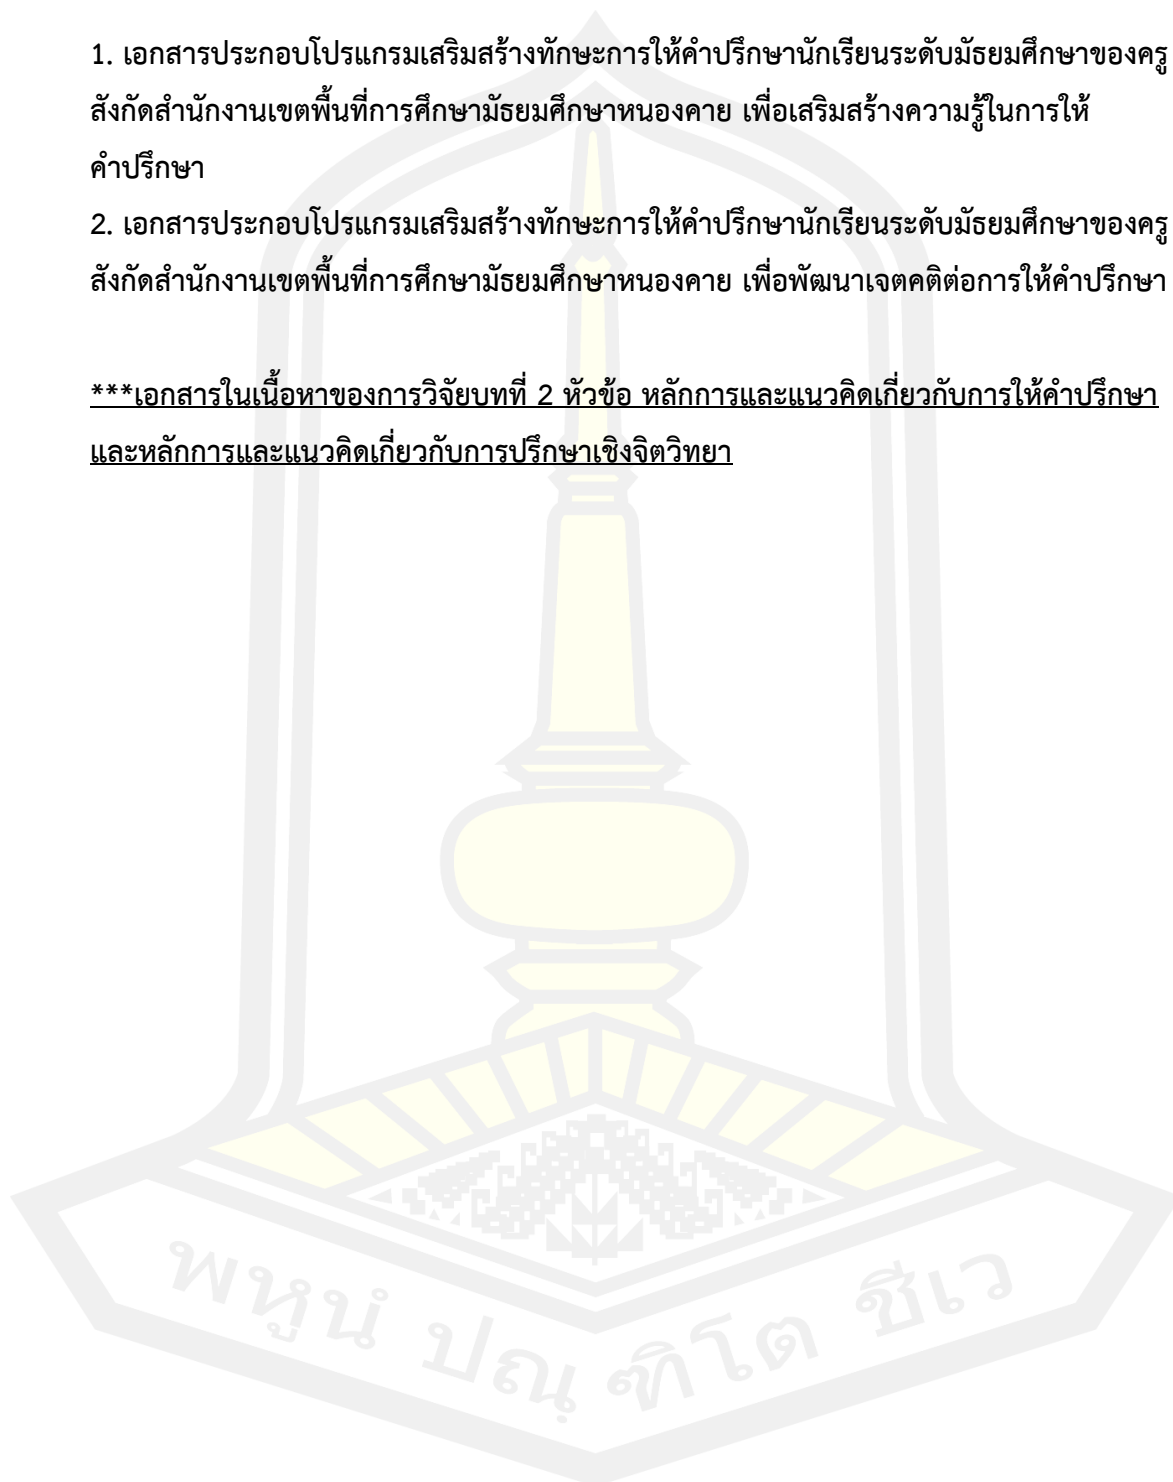 1. เอกสารประกอบโปรแกรมเสริมสร้างทักษะการให้คำปรึกษานักเรียนระดับมัธยมศึกษาของครู
สังกัดสำนักงานเขตพื้นที่การศึกษามัธยมศึกษาหนองคาย เพื่อเสริมสร้างความรู้ในการให้
คำปรึกษา
2. เอกสารประกอบโปรแกรมเสริมสร้างทักษะการให้คำปรึกษานักเรียนระดับมัธยมศึกษาของครู
สังกัดสำนักงานเขตพื้นที่การศึกษามัธยมศึกษาหนองคาย เพื่อพัฒนาเจตคติต่อการให้คำปรึกษา
***เอกสารในเนื้อหาของการวิจัยบทที่ 2 หัวข้อ หลักการและแนวคิดเกี่ยวกับการให้คำปรึกษา
และหลักการและแนวคิดเกี่ยวกับการปรึกษาเชิงจิตวิทยา
พหูนํ ปณฺฑิโต ชีเว